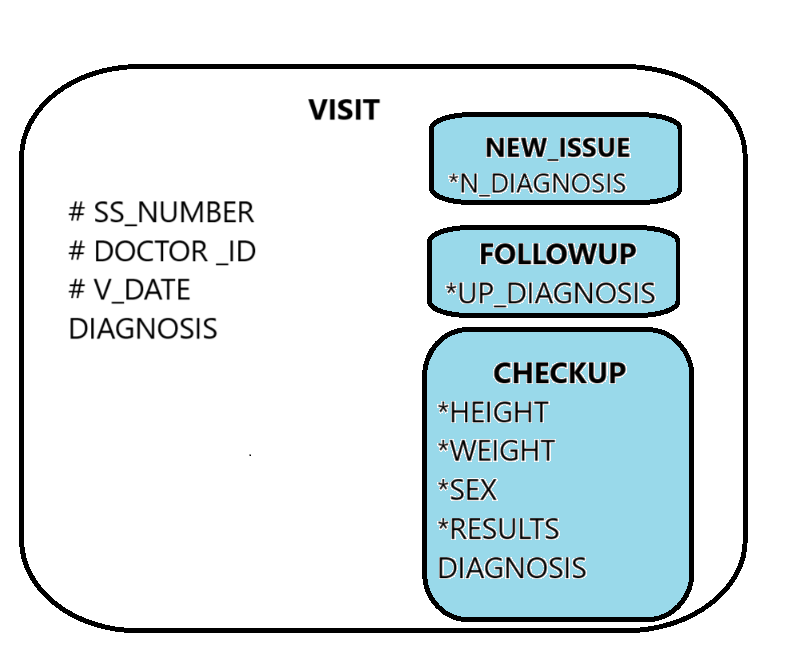 VISIT
# SS_NUMBER
# DOCTOR _ID
# V_DATE
DIAGNOSIS
NEW_ISSUE
*N_DIAGNOSIS
FOLLOWUP
*UP_DIAGNOSIS
CHECKUP
*HEIGHT
*WEIGHT
*SEX
*RESULTS
DIAGNOSIS